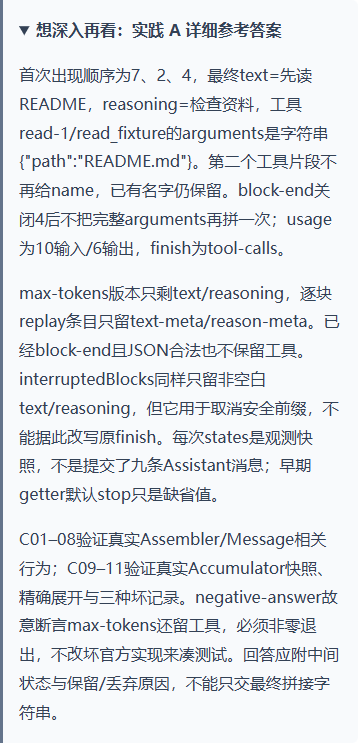 ▼ 想深入再看：实践 A 详细参考答案
首次出现顺序为7、2、4，最终text=先读
README，reasoning=检查资料，工具
read-1/read_fixture的arguments是字符串
{"path":"README.md"}。第二个工具片段不
再给name，已有名字仍保留。block-end关
闭4后不把完整arguments再拼一次；usage
为10输入/6输出，finish为tool-calls。
max-tokens版本只剩text/reasoning，逐块
replay条目只留text-meta/reason-meta。已
经block-end且JSON合法也不保留工具。
interruptedBlocks同样只留非空白
text/reasoning，但它用于取消安全前缀，不
能据此改写原finish。每次states是观测快
照，不是提交了九条Assistant消息；早期
getter默认stop只是缺省值。
C01–08验证真实Assembler/Message相关
行为；C09–11验证真实Accumulator快照、
精确展开与三种坏记录。negative-answer故
意断言max-tokens还留工具，必须非零退
出，不改坏官方实现来凑测试。回答应附中间
状态与保留/丢弃原因，不能只交最终拼接字
符串。